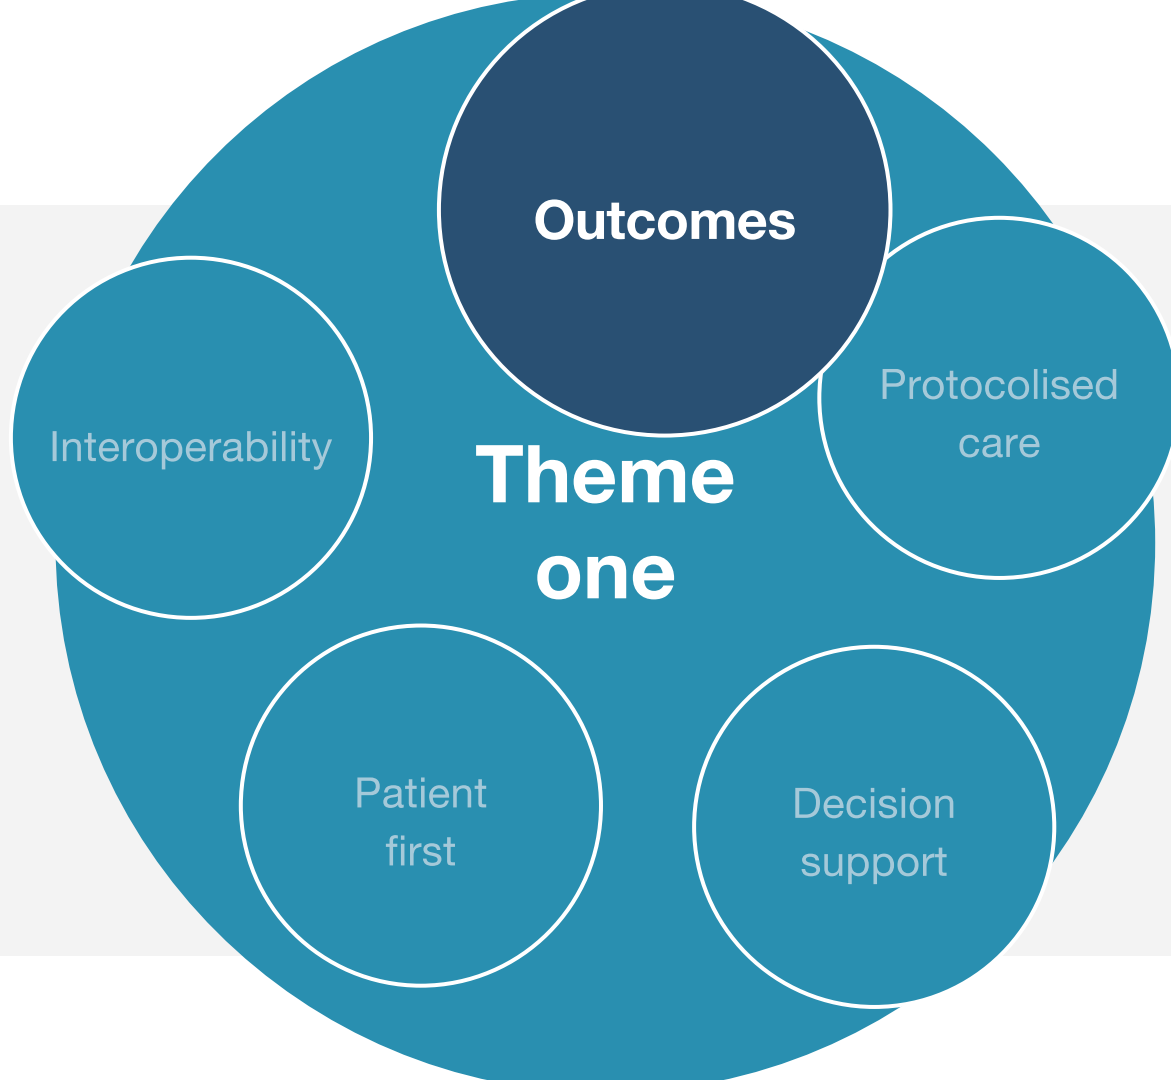 Outcomes
Protocolised
care
Interoperability
Theme
one
Patient
first
Decision
support